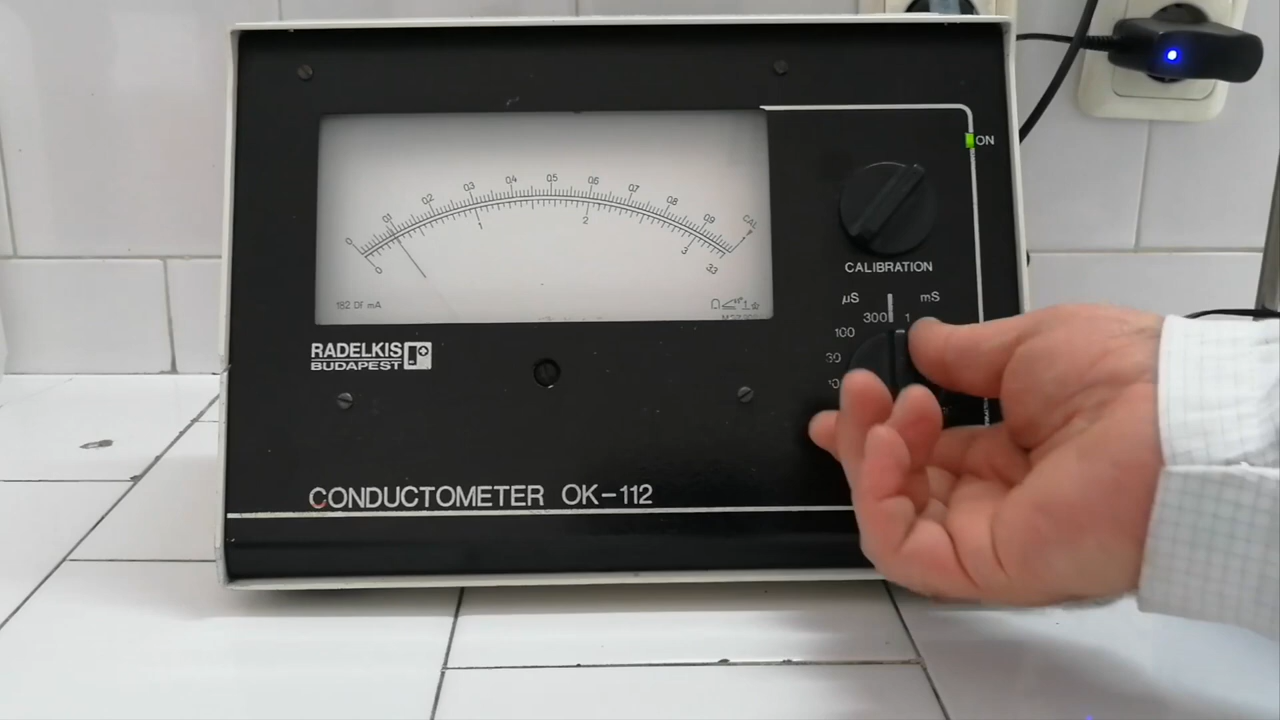 0 0.1 0.2 0.3 0.4 0.5 0.6 0.7 0.8 0.9 1 CAL
0 1 2 3 3.3
ON
CALIBRATION
µS mS
300 1
100
30
10
RADELKIS
BUDAPEST
CONDUCTOMETER OK-112